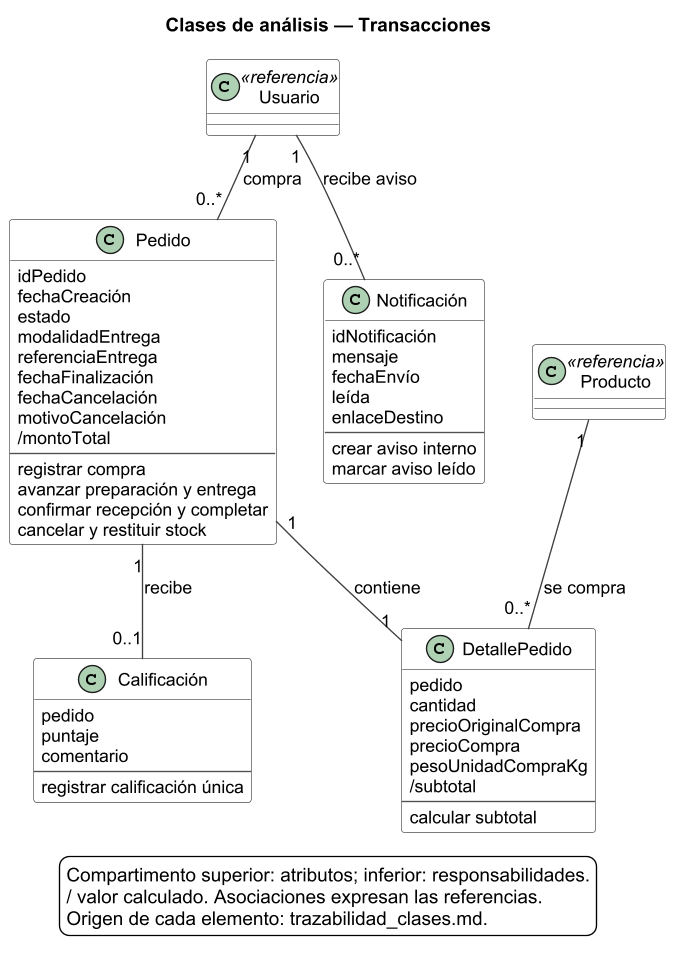 Clases de análisis — Transacciones
C
«referencia»
Usuario
1
1
compra
recibe aviso
0..*
0..*
C
Pedido
idPedido
fechaCreación
estado
modalidadEntrega
referenciaEntrega
fechaFinalización
fechaCancelación
motivoCancelación
/montoTotal
registrar compra
avanzar preparación y entrega
confirmar recepción y completar
cancelar y restituir stock
C
Notificación
idNotificación
mensaje
fechaEnvío
leída
enlaceDestino
crear aviso interno
marcar aviso leído
C
«referencia»
Producto
1
1
1
recibe
contiene
se compra
0..1
1
0..*
C
Calificación
pedido
puntaje
comentario
registrar calificación única
C
DetallePedido
pedido
cantidad
precioOriginalCompra
precioCompra
pesoUnidadCompraKg
/subtotal
calcular subtotal
Compartimento superior: atributos; inferior: responsabilidades.
/ valor calculado. Asociaciones expresan las referencias.
Origen de cada elemento: trazabilidad_clases.md.